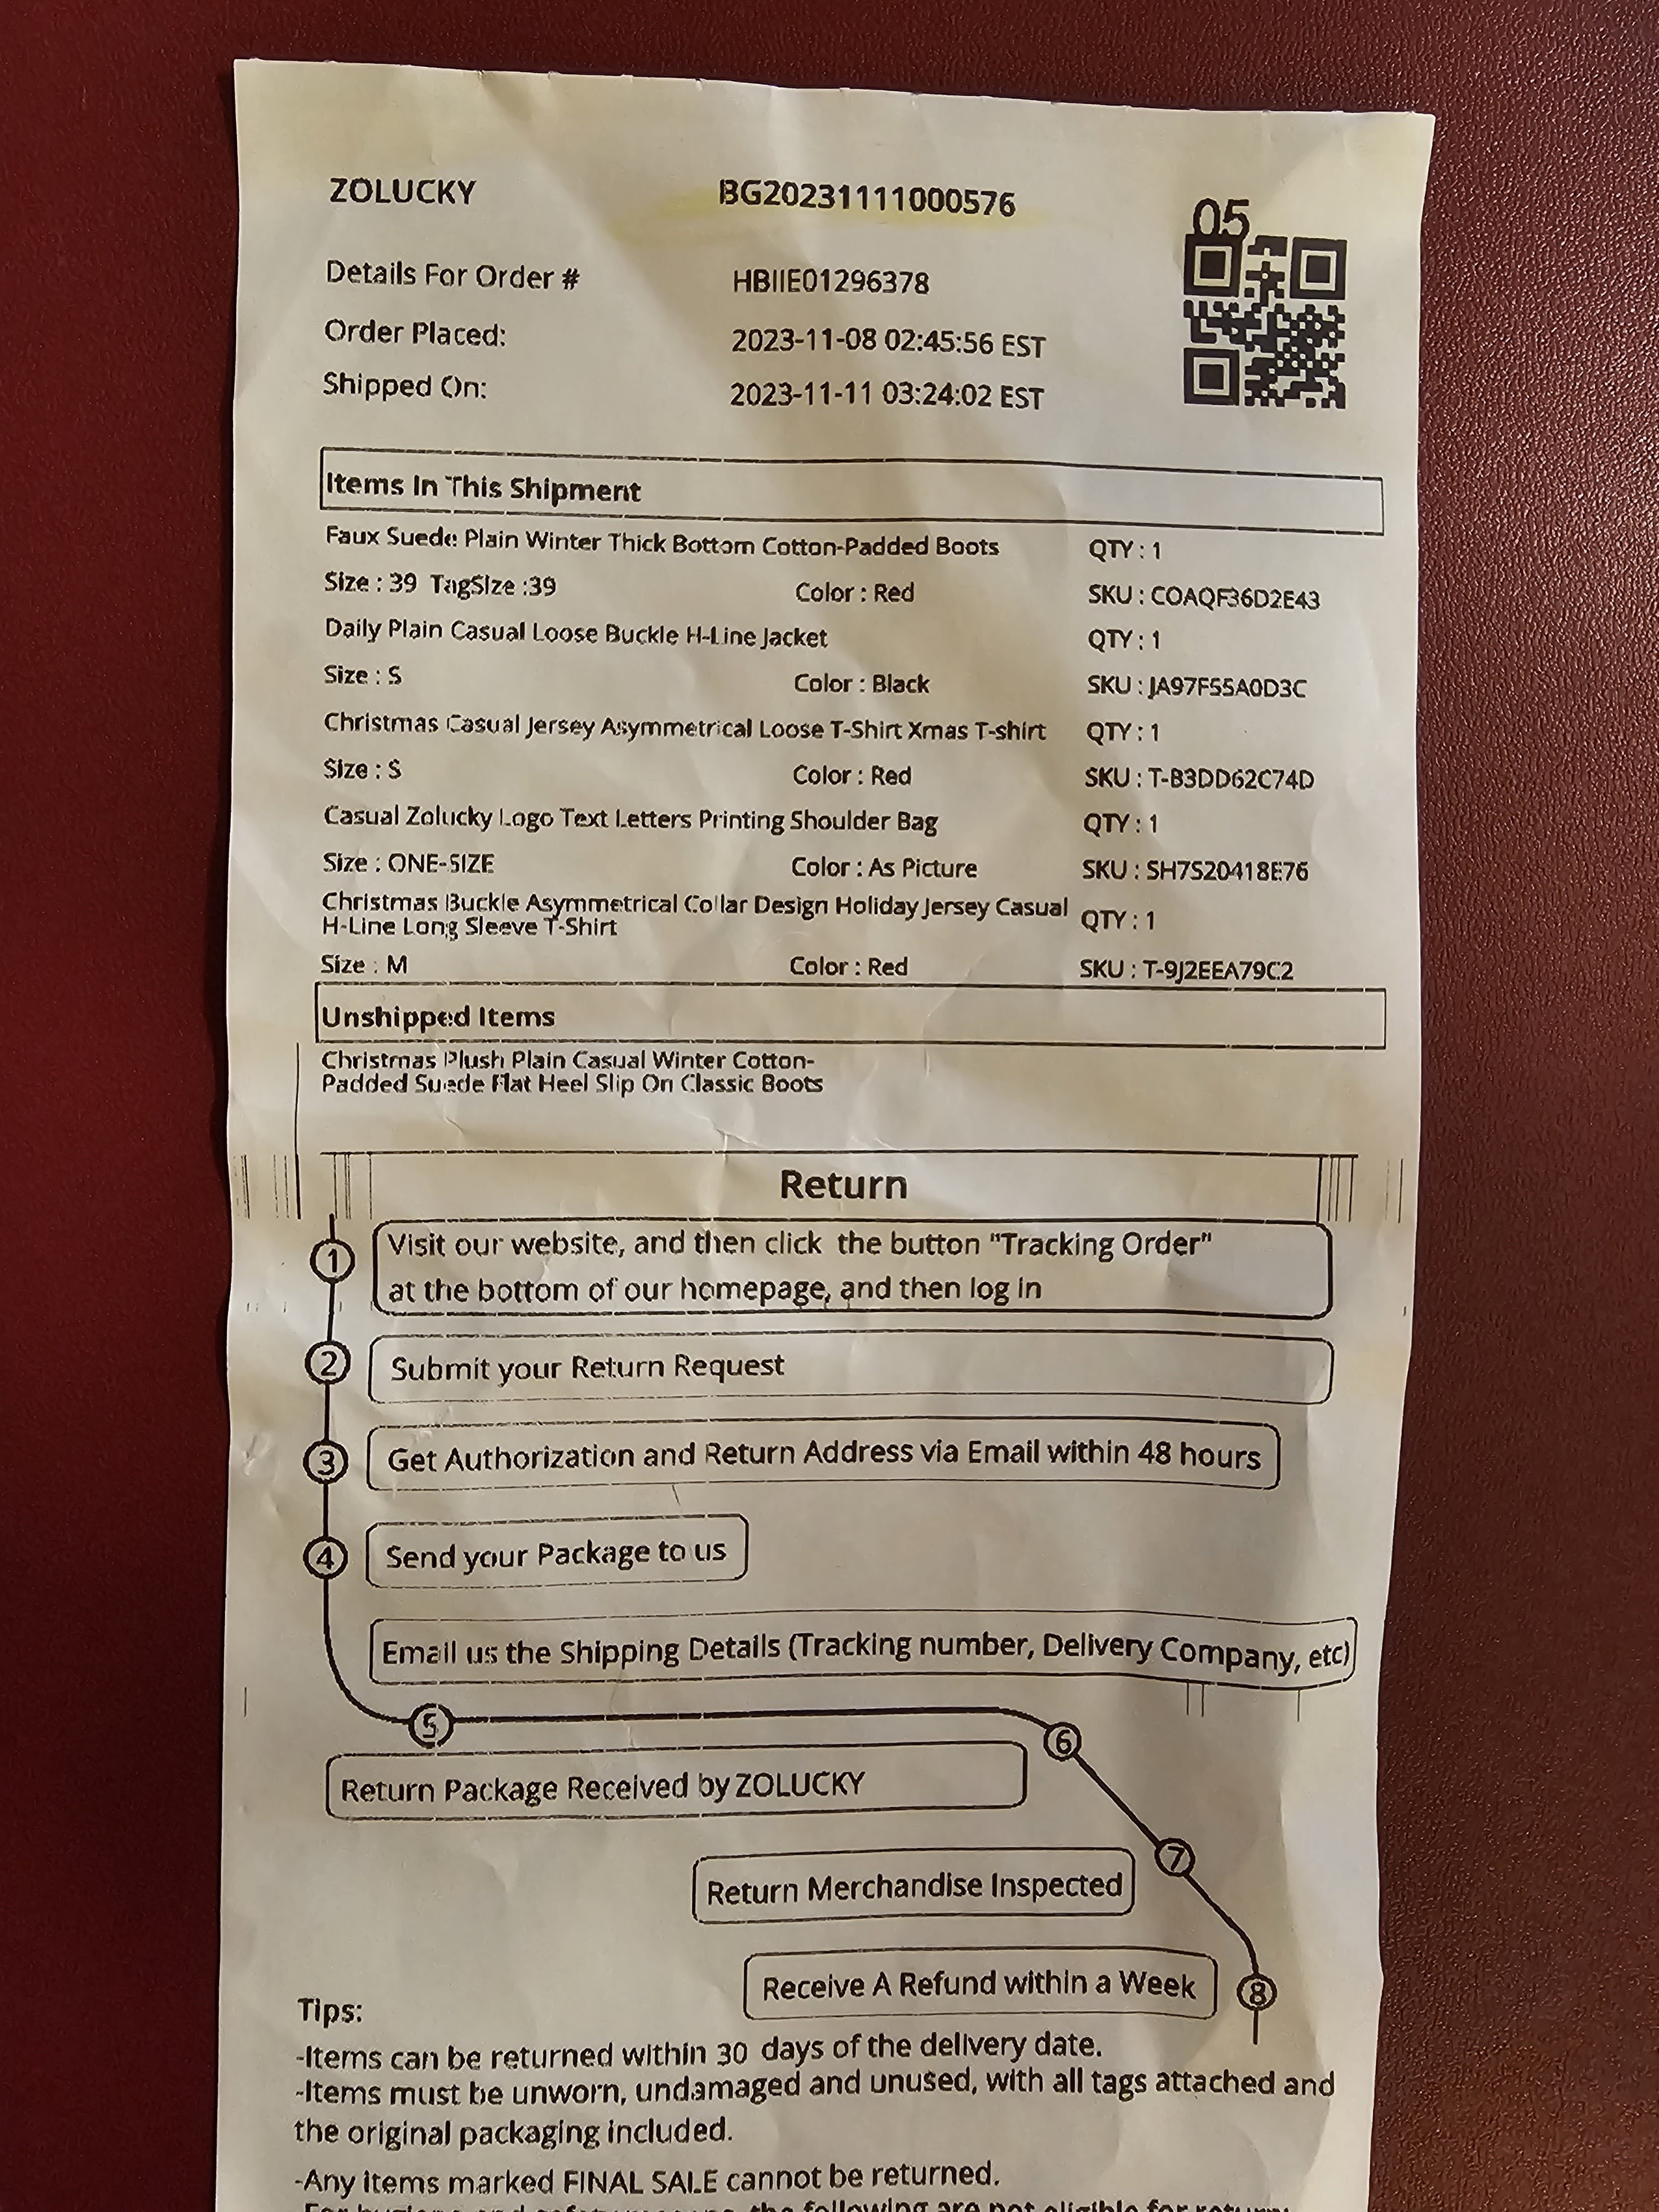 ZOLUCKY BG20231111000576
05
Details For Order # HBIIE01296378
Order Placed: 2023-11-08 02:45:56 EST
Shipped On: 2023-11-11 03:24:02 EST
Items In This Shipment
Faux Suede Plain Winter Thick Bottom Cotton-Padded Boots QTY : 1
Size : 39 TagSize :39 Color : Red SKU : COAQF36D2E43
Daily Plain Casual Loose Buckle H-Line Jacket QTY : 1
Size : S Color : Black SKU : JA97F55A0D3C
Christmas Casual Jersey Asymmetrical Loose T-Shirt Xmas T-shirt QTY : 1
Size : S Color : Red SKU : T-B3DD62C74D
Casual Zolucky Logo Text Letters Printing Shoulder Bag QTY : 1
Size : ONE-SIZE Color : As Picture SKU : SH7S20418E76
Christmas Buckle Asymmetrical Collar Design Holiday Jersey Casual
H-Line Long Sleeve T-Shirt QTY : 1
Size : M Color : Red SKU : T-9J2EEA79C2
Unshipped Items
Christmas Plush Plain Casual Winter Cotton-
Padded Suede Flat Heel Slip On Classic Boots
Return
1 Visit our website, and then click the button "Tracking Order"
at the bottom of our homepage, and then log in
2 Submit your Return Request
3 Get Authorization and Return Address via Email within 48 hours
4 Send your Package to us
Email us the Shipping Details (Tracking number, Delivery Company, etc)
5 6
Return Package Received by ZOLUCKY
7
Return Merchandise Inspected
Receive A Refund within a Week 8
Tips:
-Items can be returned within 30 days of the delivery date.
-Items must be unworn, undamaged and unused, with all tags attached and
the original packaging included.
-Any items marked FINAL SALE cannot be returned.
the following are not eligible for return